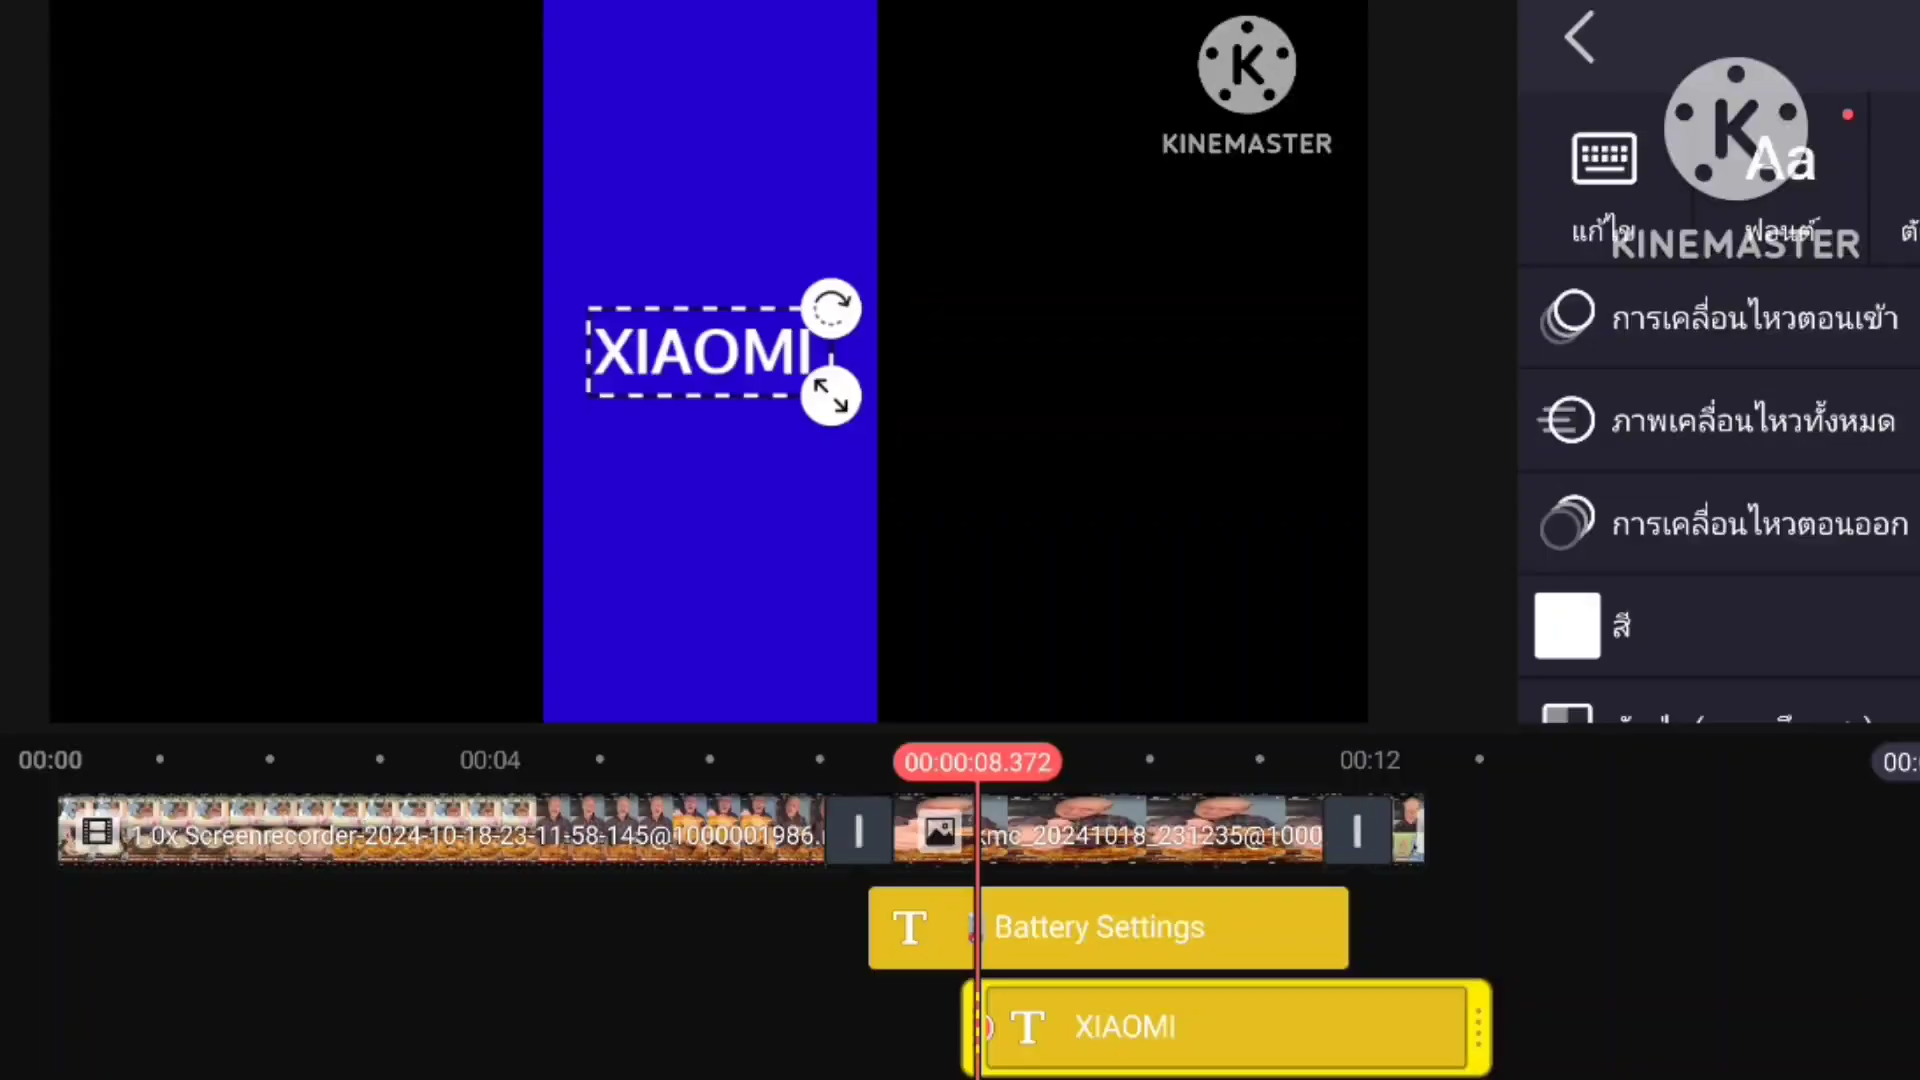 K
KINEMASTER
K
KINEMASTER
Aa
แก้ไข
ฟอนต์
การเคลื่อนไหวตอนเข้า
ภาพเคลื่อนไหวทั้งหมด
การเคลื่อนไหวตอนออก
สี
XIAOMI
00:00
00:04
00:00:08.372
00:12
1.0x Screenrecorder-2024-10-18-23-11-58-145@1000001986.
kmc_20241018_231235@1000
T Battery Settings
T XIAOMI